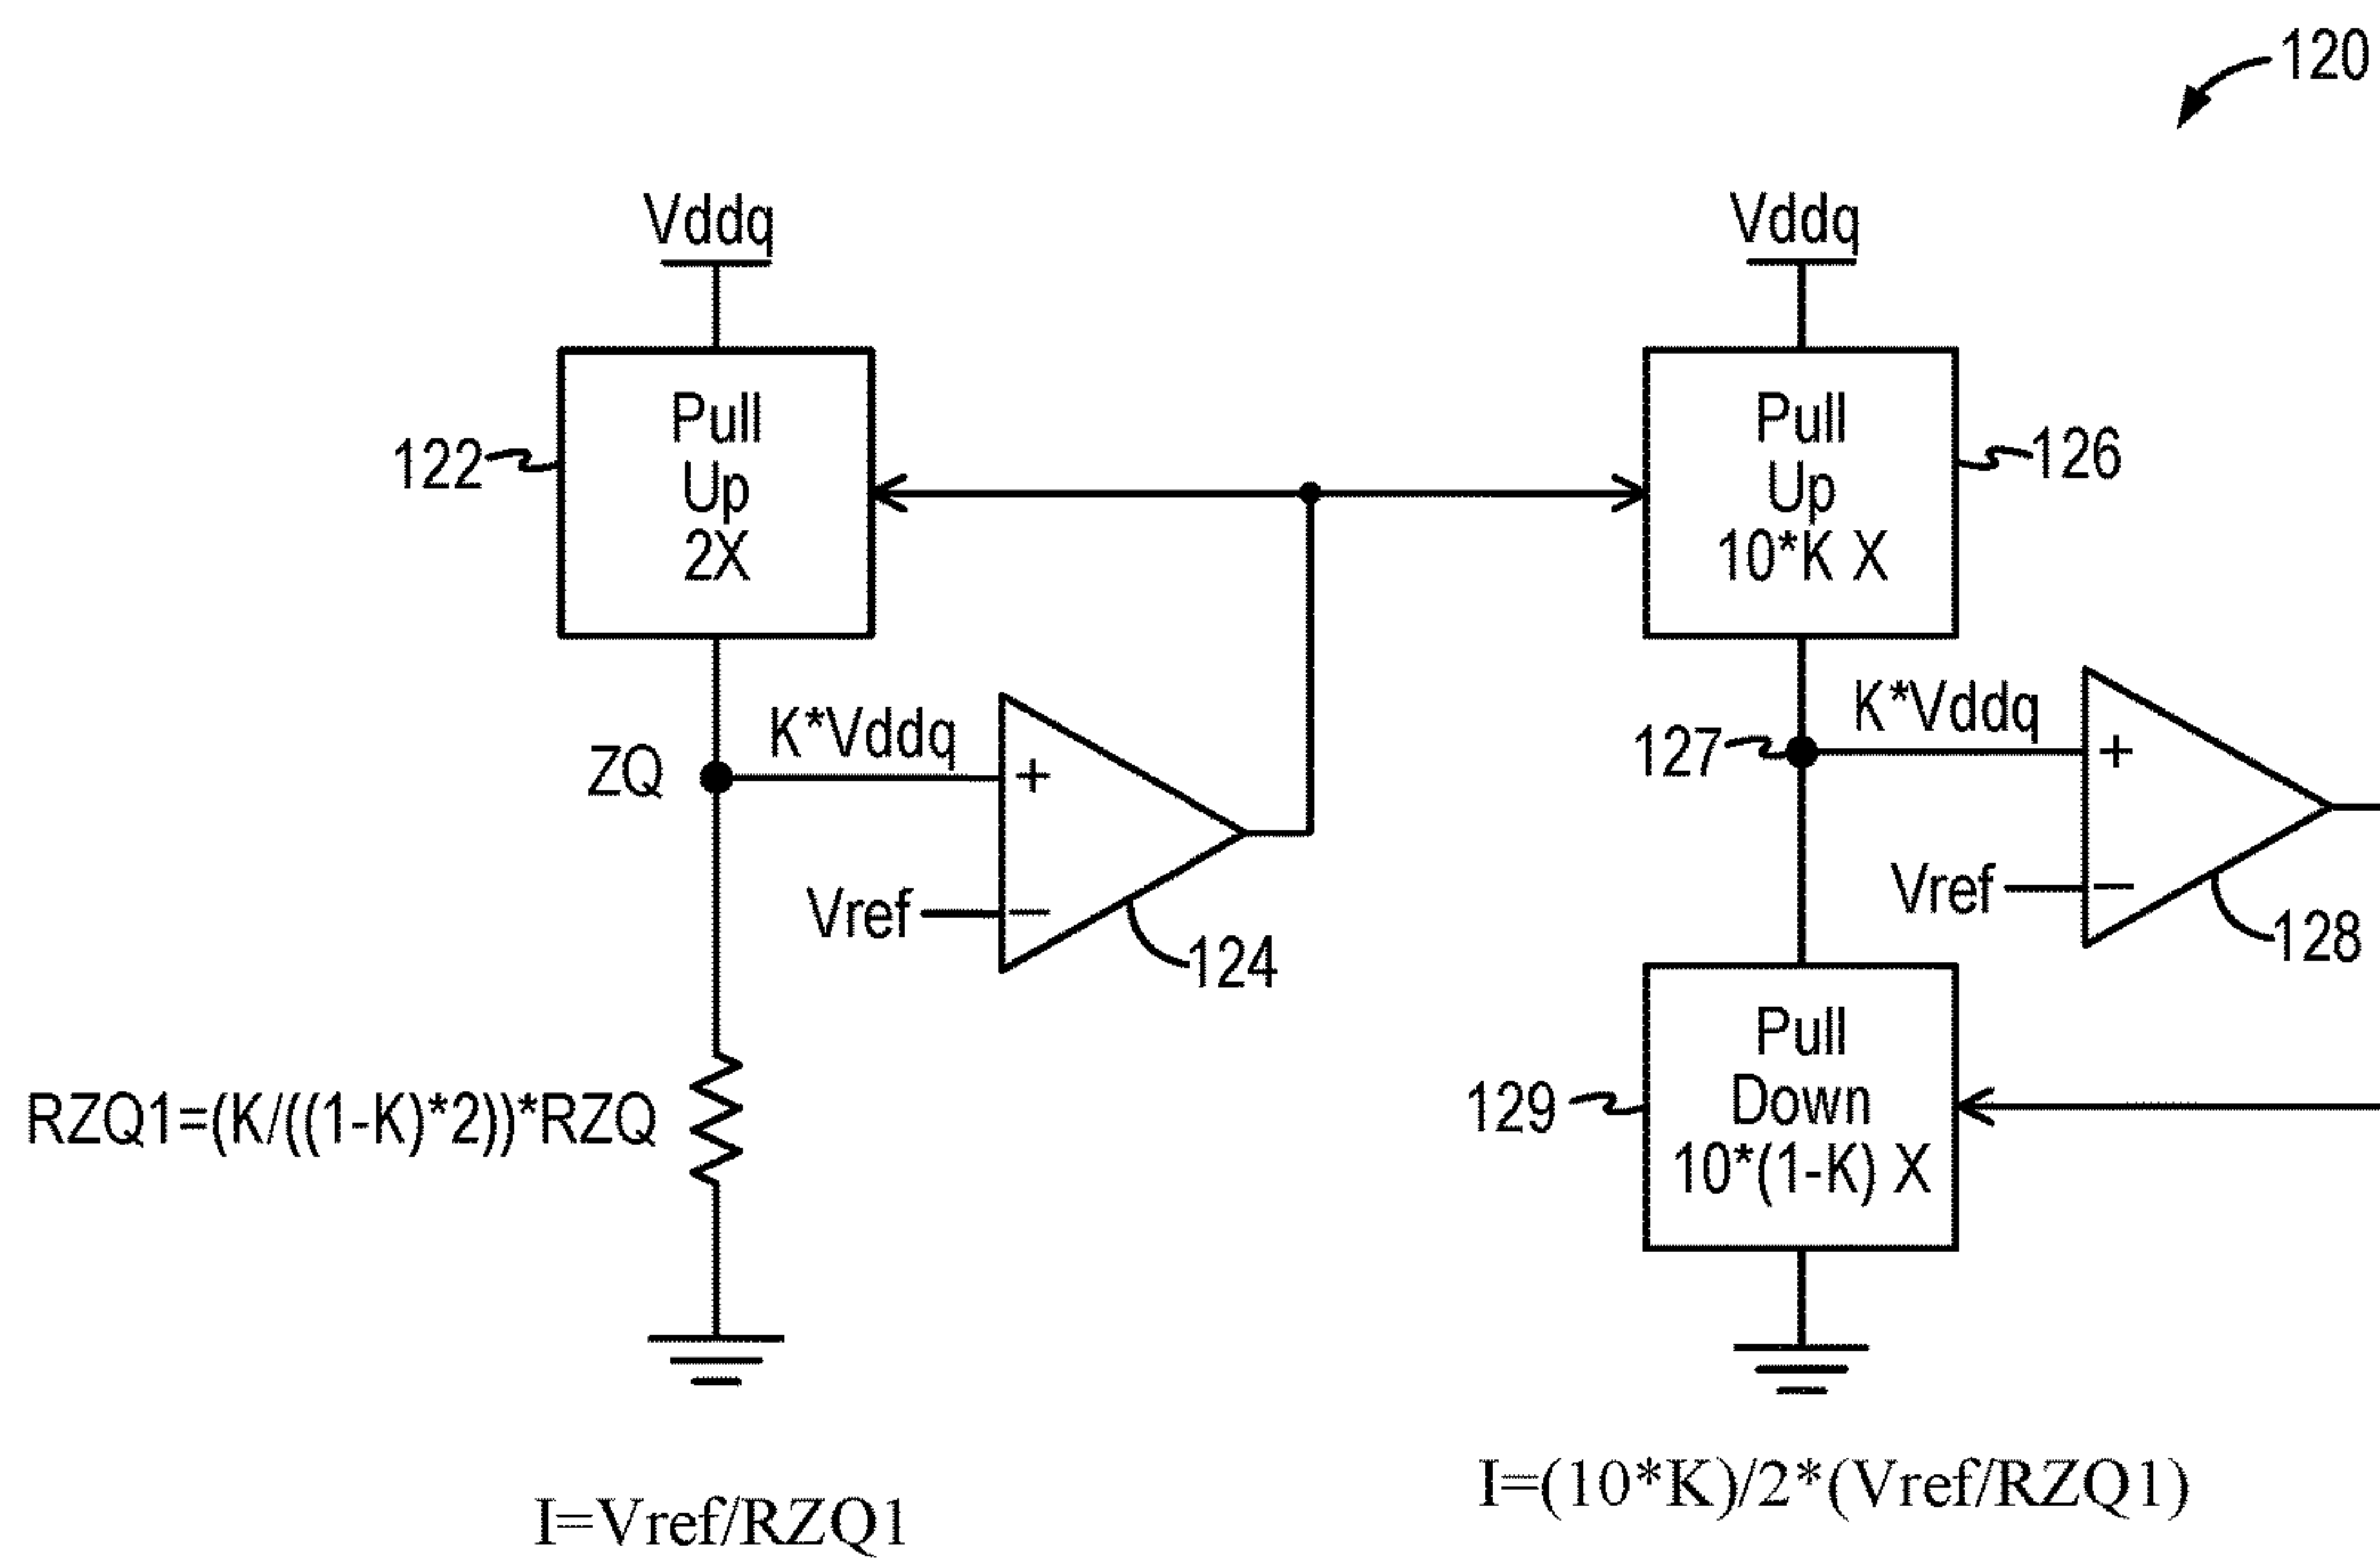 120
Vddq
Vddq
Pull
Up
2X
122
Pull
Up
10*K X
126
ZQ
K*Vddq
+
Vref
−
124
127
K*Vddq
+
Vref
−
128
RZQ1=(K/((1-K)*2))*RZQ
129
Pull
Down
10*(1-K) X
I=Vref/RZQ1
I=(10*K)/2*(Vref/RZQ1)